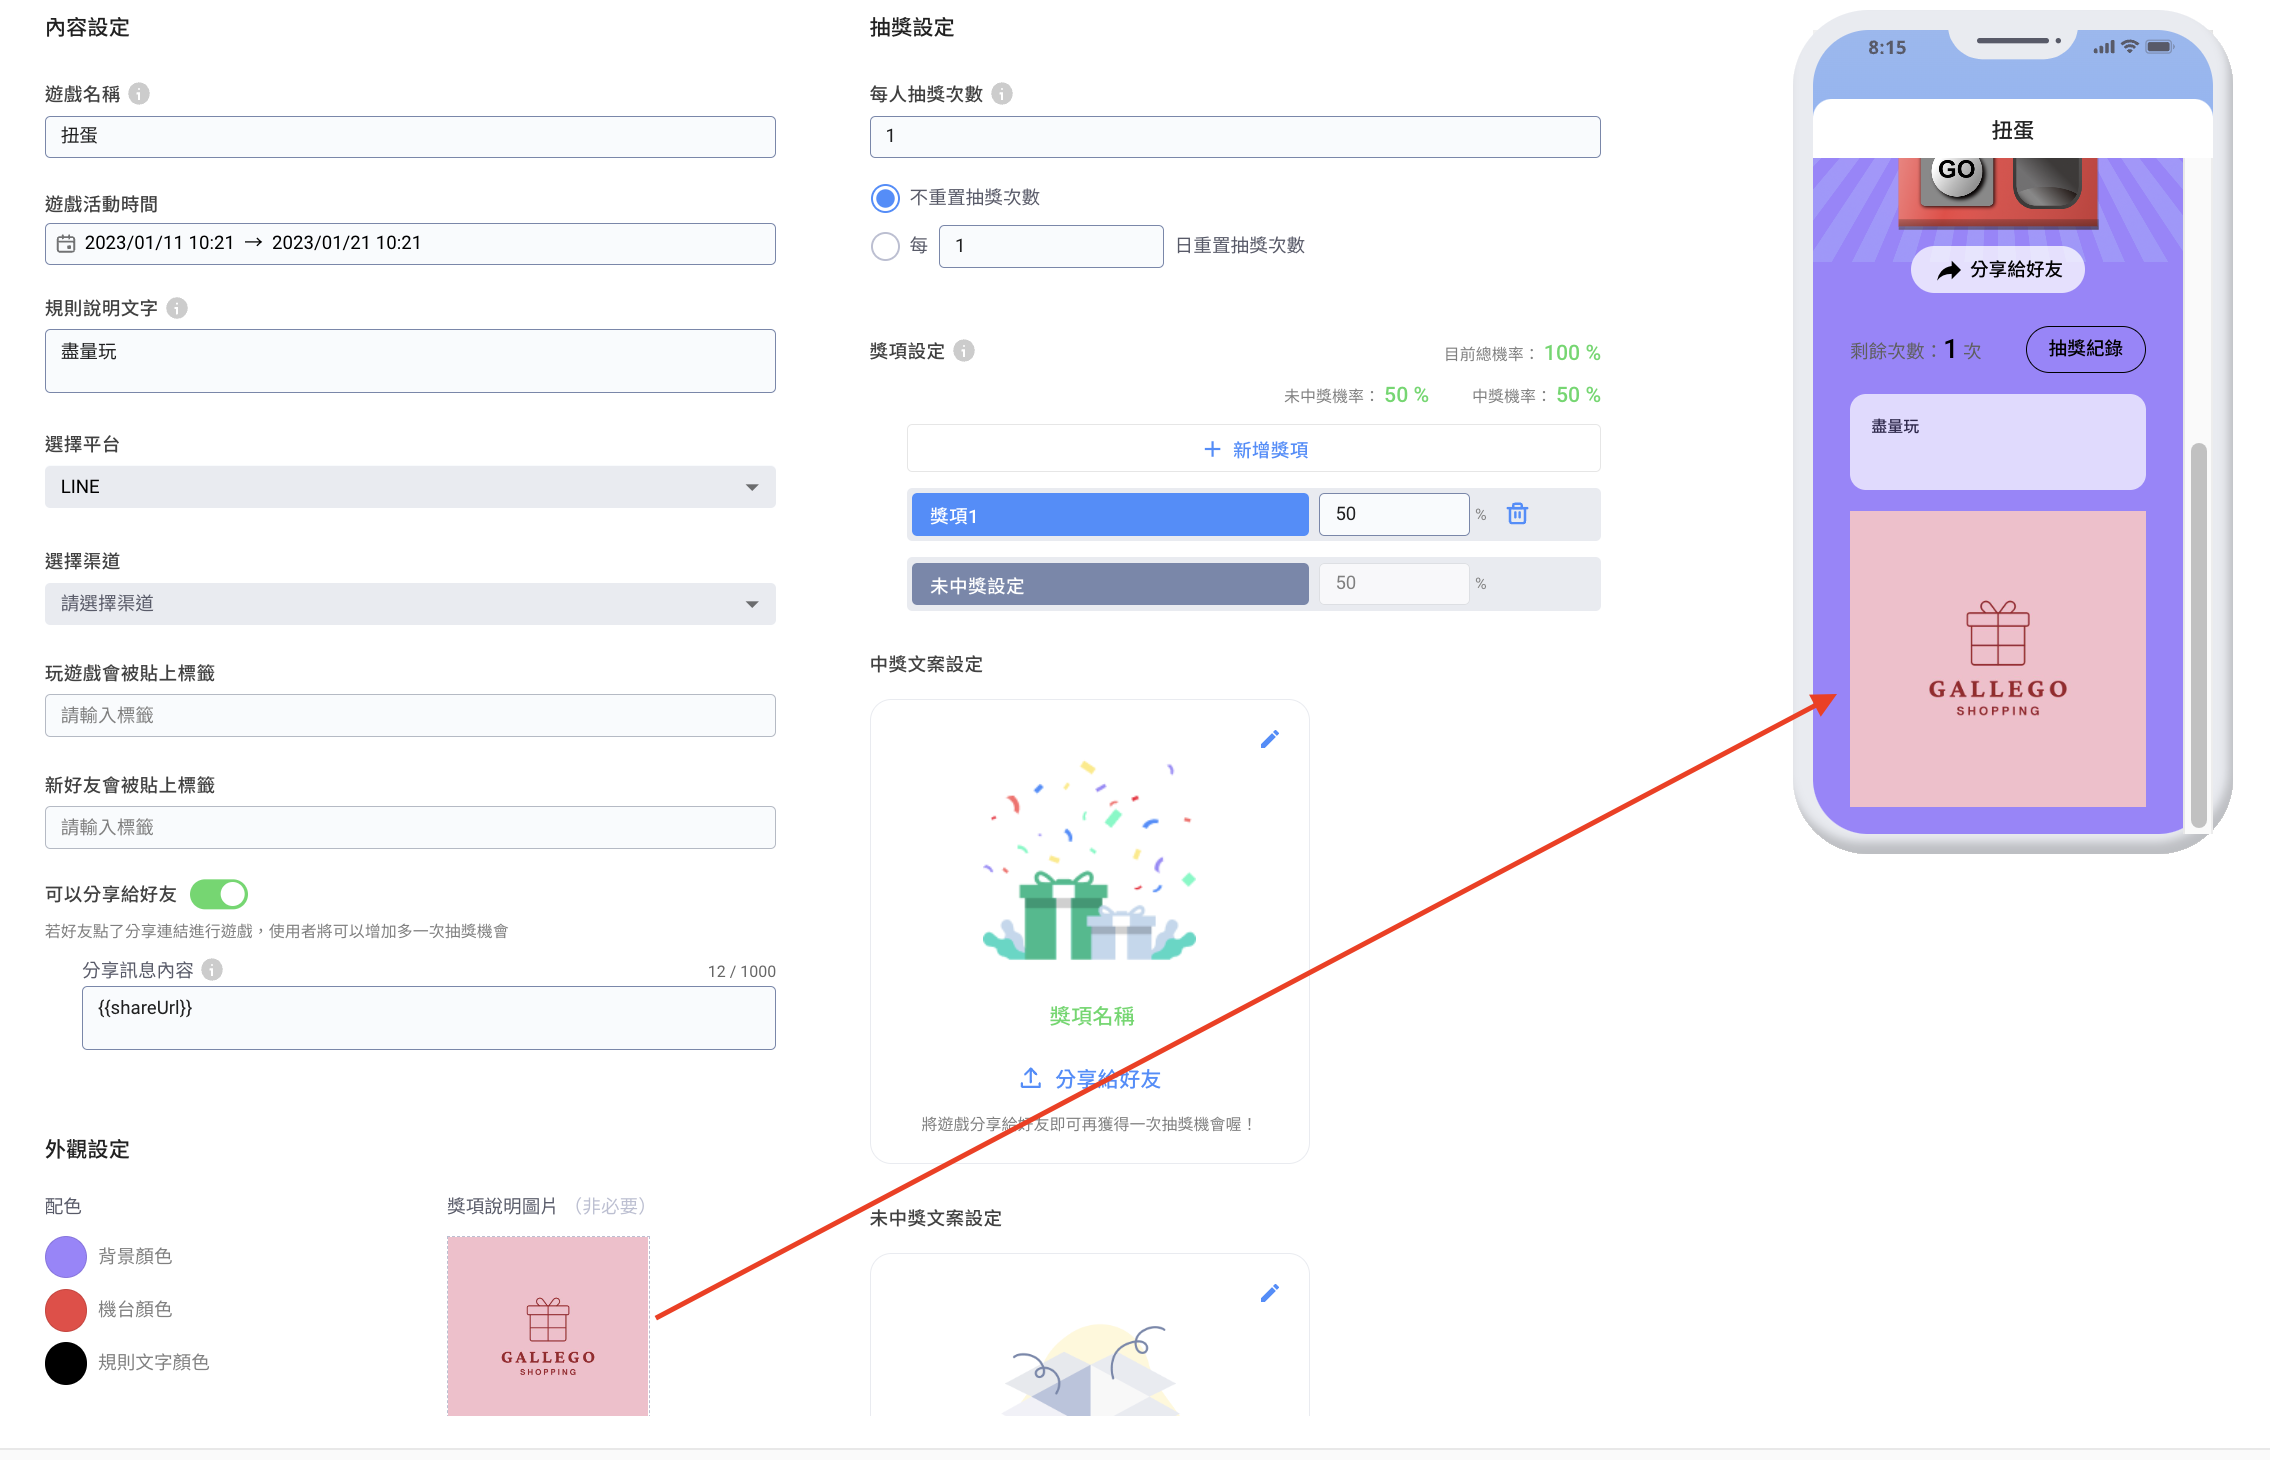 內容設定
遊戲名稱
扭蛋
遊戲活動時間
2023/01/11 10:21 → 2023/01/21 10:21
規則說明文字
盡量玩
選擇平台
LINE
選擇渠道
請選擇渠道
玩遊戲會被貼上標籤
請輸入標籤
新好友會被貼上標籤
請輸入標籤
可以分享給好友
若好友點了分享連結進行遊戲，使用者將可以增加多一次抽獎機會
分享訊息內容
12 / 1000
{{shareUrl}}
外觀設定
配色
背景顏色
機台顏色
規則文字顏色
獎項說明圖片 （非必要）
GALLEGO
SHOPPING
抽獎設定
每人抽獎次數
1
不重置抽獎次數
每 1 日重置抽獎次數
獎項設定
目前總機率： 100 %
未中獎機率： 50 % 中獎機率： 50 %
+ 新增獎項
獎項1 50 %
未中獎設定 50 %
中獎文案設定
獎項名稱
分享給好友
將遊戲分享給好友即可再獲得一次抽獎機會喔！
未中獎文案設定
8:15
扭蛋
GO
分享給好友
剩餘次數：1 次
抽獎紀錄
盡量玩
GALLEGO
SHOPPING